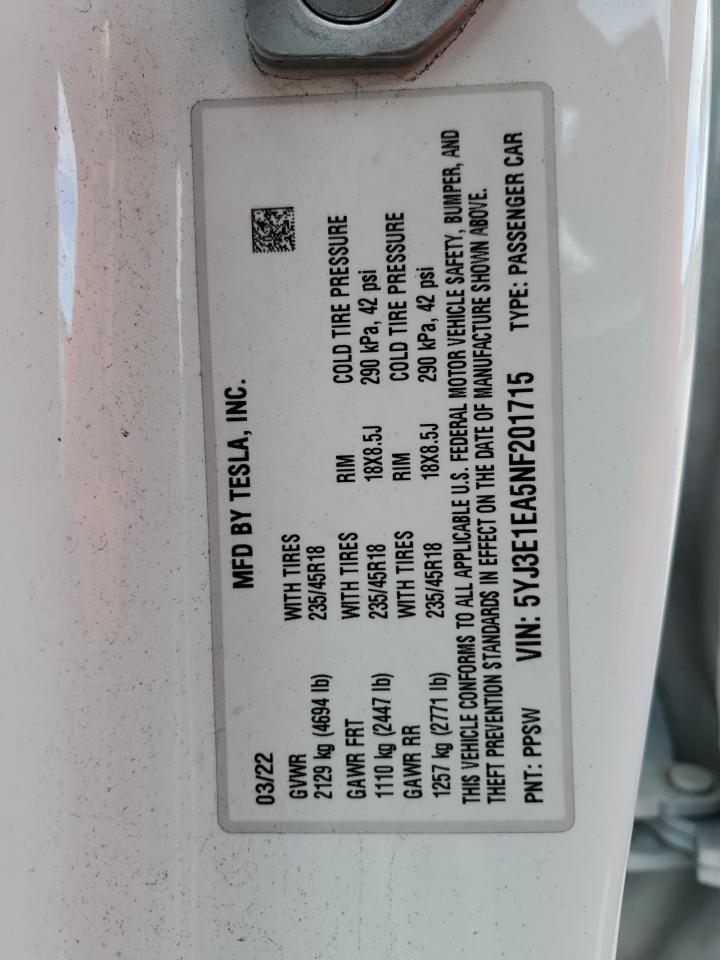 MFD BY TESLA, INC.
03/22
GVWR WITH TIRES
2129 kg (4694 lb) 235/45R18
GAWR FRT WITH TIRES RIM COLD TIRE PRESSURE
1110 kg (2447 lb) 235/45R18 18X8.5J 290 kPa, 42 psi
GAWR RR WITH TIRES RIM COLD TIRE PRESSURE
1257 kg (2771 lb) 235/45R18 18X8.5J 290 kPa, 42 psi
THIS VEHICLE CONFORMS TO ALL APPLICABLE U.S. FEDERAL MOTOR VEHICLE SAFETY, BUMPER, AND
THEFT PREVENTION STANDARDS IN EFFECT ON THE DATE OF MANUFACTURE SHOWN ABOVE.
PNT: PPSW VIN: 5YJ3E1EA5NF201715 TYPE: PASSENGER CAR